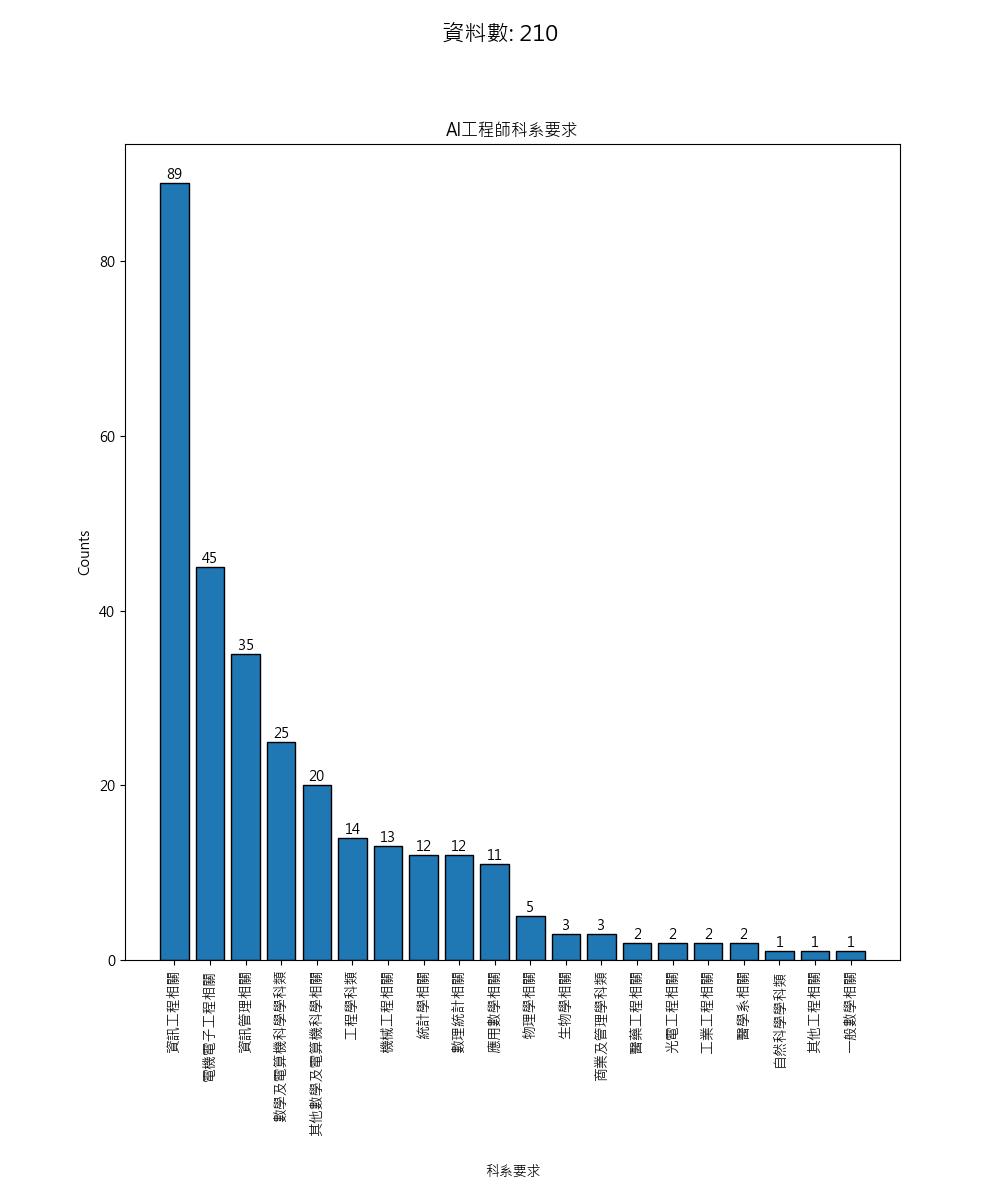 資料數: 210
AI工程師科系要求
89
45
35
25
20
14
13
12
12
11
5
3
3
2
2
2
2
1
1
1
80
60
40
20
0
Counts
資訊工程相關
電機電子工程相關
資訊管理相關
數學及電算機科學學科類
其他數學及電算機科學相關
工程學科類
機械工程相關
統計學相關
數理統計相關
應用數學相關
物理學相關
生物學相關
商業及管理學科類
醫藥工程相關
光電工程相關
工業工程相關
醫學系相關
自然科學學科類
其他工程相關
一般數學相關
科系要求